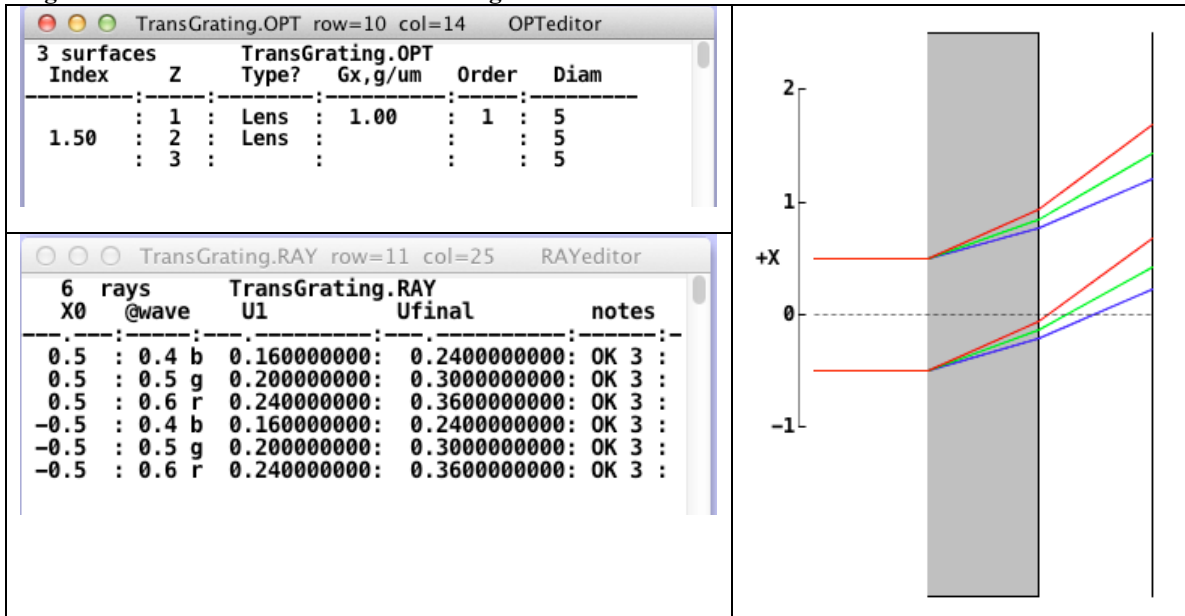 TransGrating.OPT row=10 col=14 OPTeditor
3 surfaces TransGrating.OPT
Index Z Type? Gx,g/um Order Diam
---------:-----:--------:----------:-----:---------
: 1 : Lens : 1.00 : 1 : 5
1.50 : 2 : Lens : : : 5
: 3 : : : : 5
TransGrating.RAY row=11 col=25 RAYeditor
6 rays TransGrating.RAY
X0 @wave U1 Ufinal notes
---.---:-----:---.---------:---.----------:------:-
0.5 : 0.4 b 0.160000000: 0.2400000000: OK 3 :
0.5 : 0.5 g 0.200000000: 0.3000000000: OK 3 :
0.5 : 0.6 r 0.240000000: 0.3600000000: OK 3 :
-0.5 : 0.4 b 0.160000000: 0.2400000000: OK 3 :
-0.5 : 0.5 g 0.200000000: 0.3000000000: OK 3 :
-0.5 : 0.6 r 0.240000000: 0.3600000000: OK 3 :
2
1
+X
0
-1